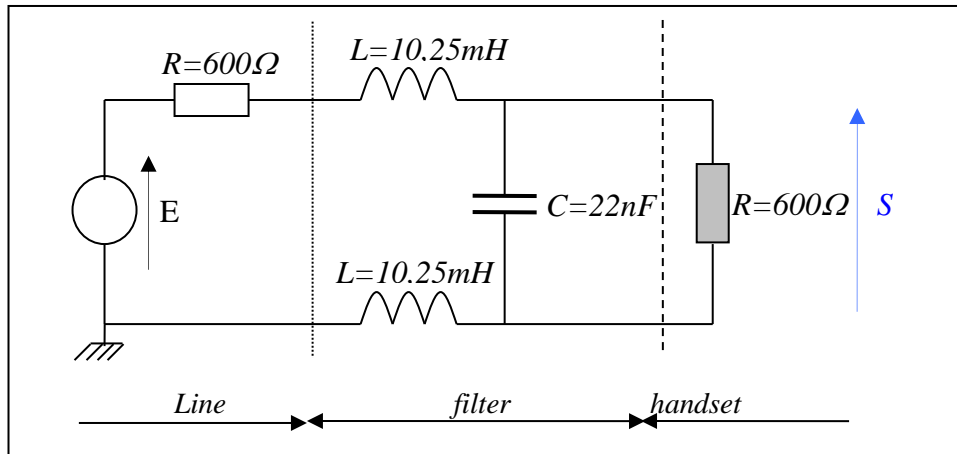 L=10.25mH
R=600Ω
E
C=22nF
R=600Ω
S
L=10.25mH
Line
filter
handset